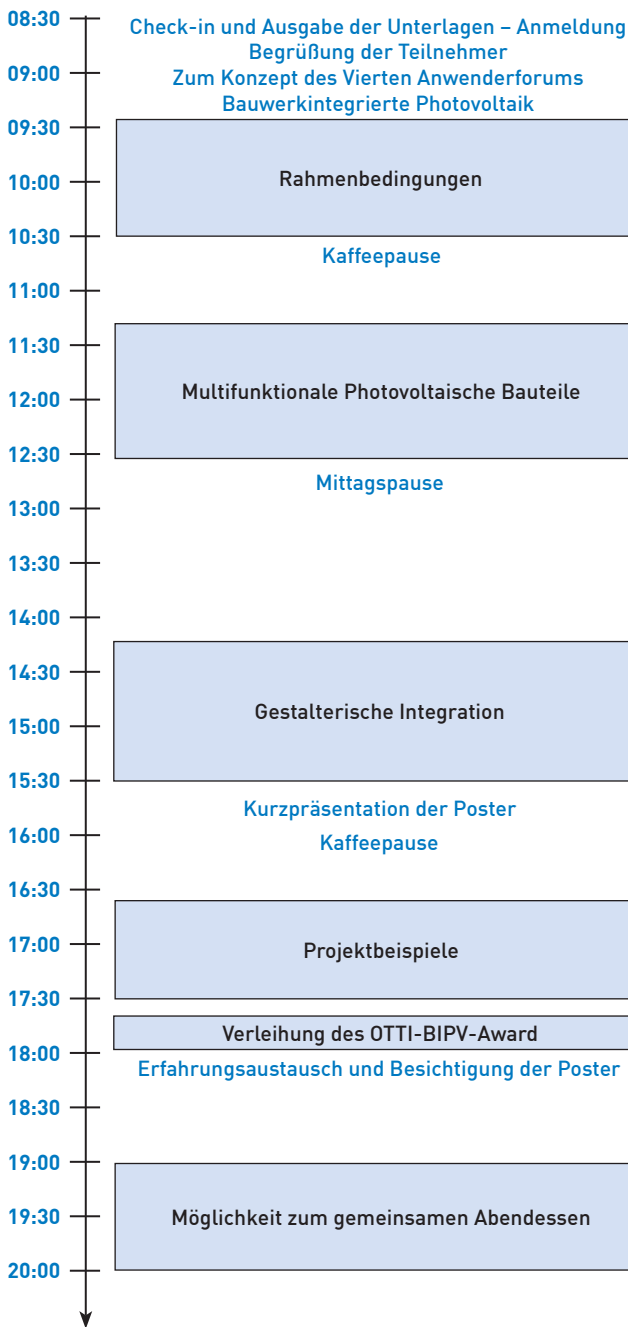 08:30
Check-in und Ausgabe der Unterlagen – Anmeldung
Begrüßung der Teilnehmer
09:00
Zum Konzept des Vierten Anwenderforums
Bauwerkintegrierte Photovoltaik
09:30
10:00
Rahmenbedingungen
10:30
Kaffeepause
11:00
11:30
12:00
Multifunktionale Photovoltaische Bauteile
12:30
Mittagspause
13:00
13:30
14:00
14:30
15:00
Gestalterische Integration
15:30
Kurzpräsentation der Poster
16:00
Kaffeepause
16:30
17:00
Projektbeispiele
17:30
Verleihung des OTTI-BIPV-Award
18:00
Erfahrungsaustausch und Besichtigung der Poster
18:30
19:00
19:30
Möglichkeit zum gemeinsamen Abendessen
20:00